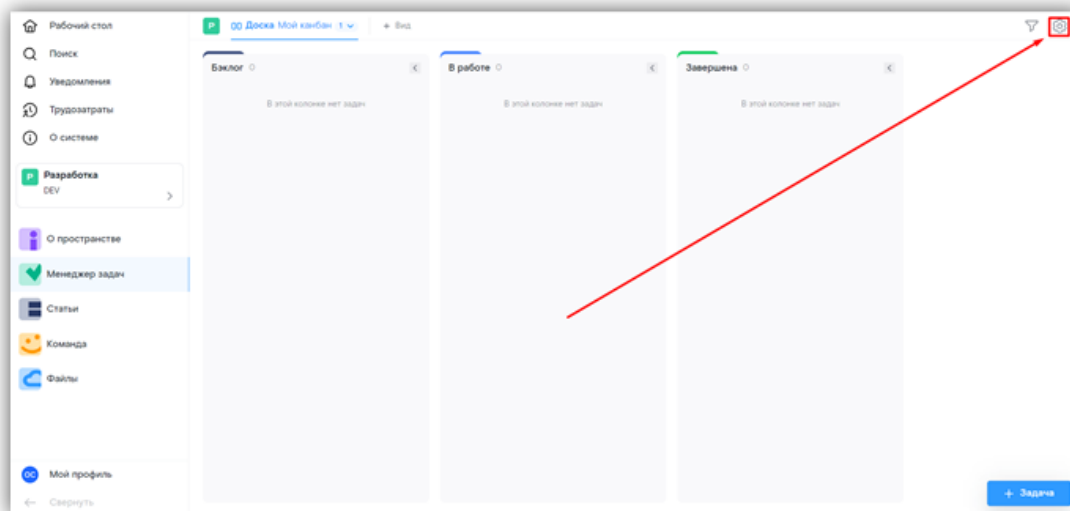 Рабочий стол
Поиск
Уведомления
Трудозатраты
О системе
Р Разработка
DEV
О пространстве
Менеджер задач
Статьи
Команда
Файлы
ОС Мой профиль
Свернуть
Р Доска Мой канбан 1 + Вид
Бэклог 0
В этой колонке нет задач
В работе 0
В этой колонке нет задач
Завершена 0
В этой колонке нет задач
+ Задача